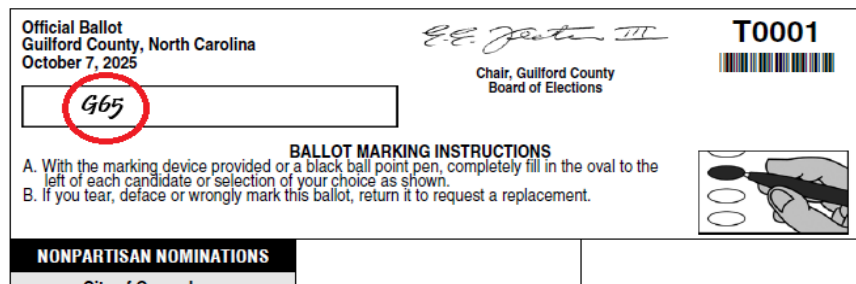 Official Ballot
Guilford County, North Carolina
October 7, 2025
G65
Chair, Guilford County
Board of Elections
T0001
BALLOT MARKING INSTRUCTIONS
A. With the marking device provided or a black ball point pen, completely fill in the oval to the
left of each candidate or selection of your choice as shown.
B. If you tear, deface or wrongly mark this ballot, return it to request a replacement.
NONPARTISAN NOMINATIONS